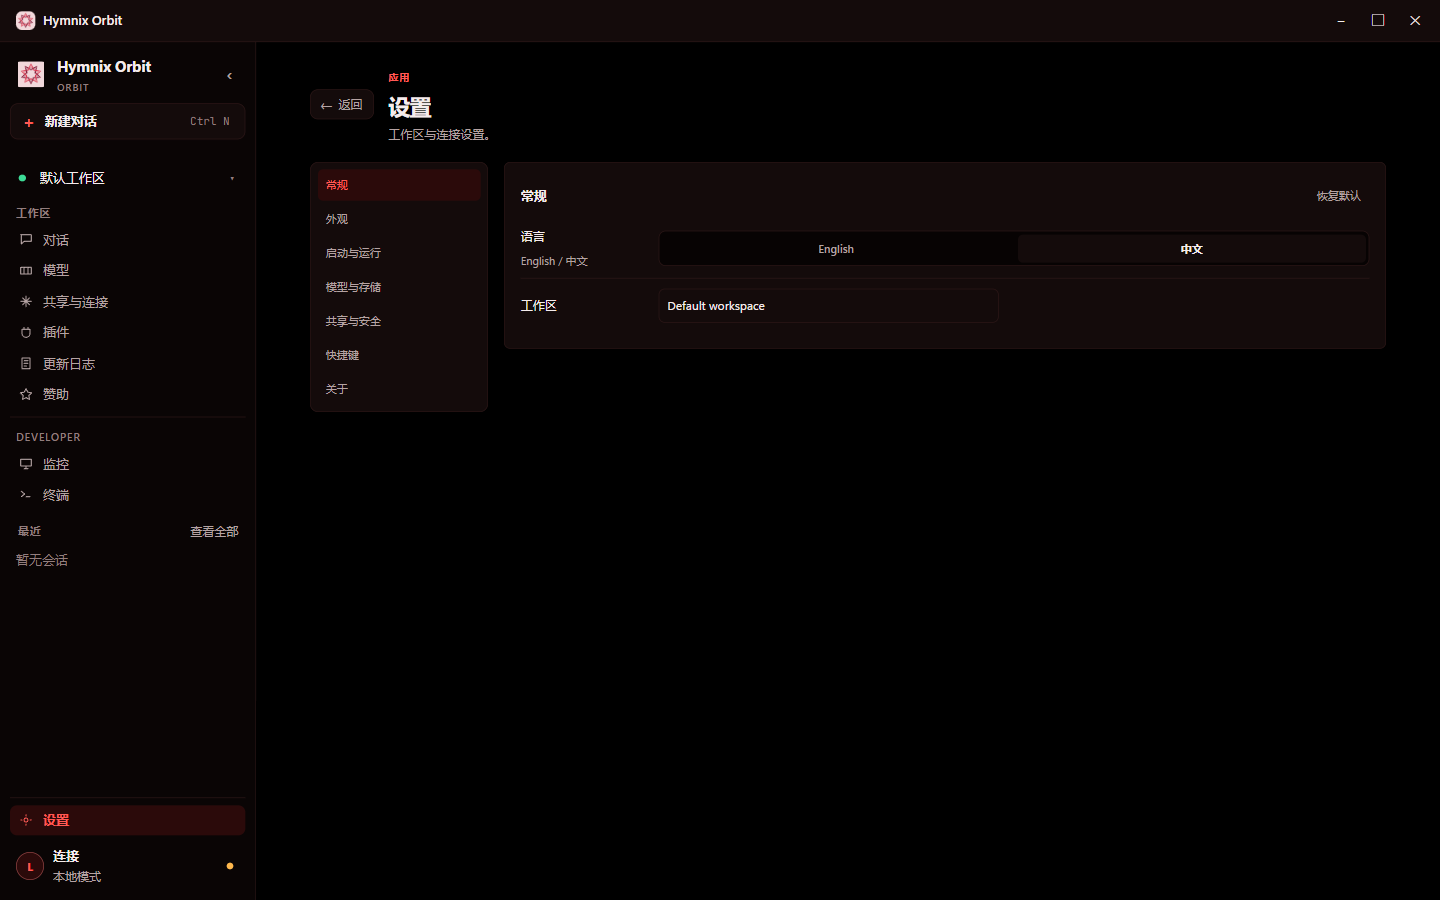 Hymnix Orbit
Hymnix Orbit
ORBIT
新建对话 Ctrl N
默认工作区
工作区
对话
模型
共享与连接
插件
更新日志
赞助
DEVELOPER
监控
终端
最近 查看全部
暂无会话
设置
L
连接
本地模式
应用
← 返回
设置
工作区与连接设置。
常规
外观
启动与运行
模型与存储
共享与安全
快捷键
关于
常规 恢复默认
语言
English / 中文
English 中文
工作区 Default workspace